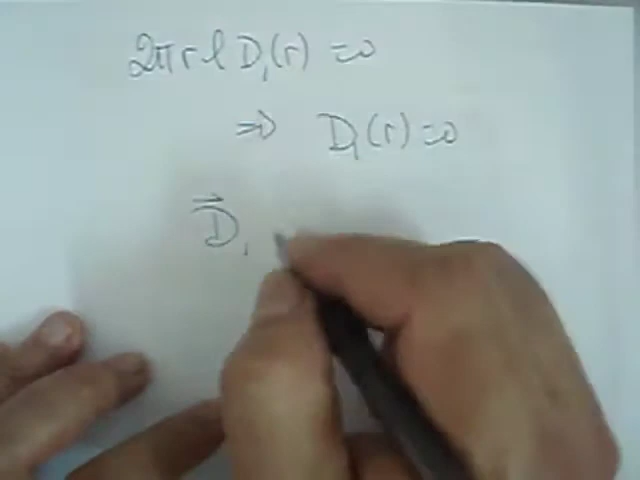 2πrl D₁(r) = 0
⇒ D₁(r) = 0
D⃗₁